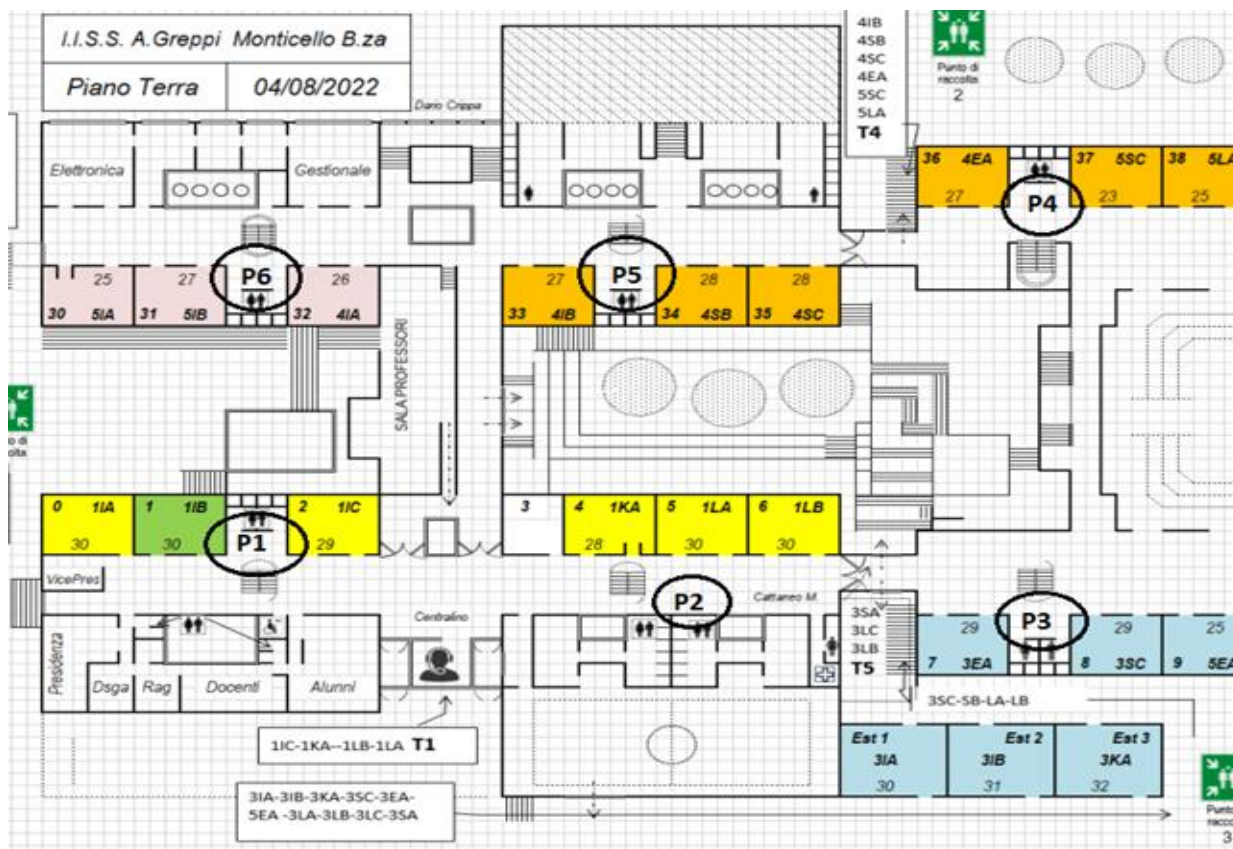 I.I.S.S. A.Greppi Monticello B.za
Piano Terra 04/08/2022
Dario Crippa
4IB
4SB
4SC
4EA
5SC
5LA
T4
Punto di
raccolta
2
Elettronica
Gestionale
36 4EA
27
P4
37 5SC
23
38 5LA
25
25
30 5IA
27
31 5IB
P6
26
32 4IA
27
33 4IB
P5
28
34 4SB
28
35 4SC
SALA PROFESSORI
0 1IA
30
1 1IB
30
P1
2 1IC
29
3
4 1KA
28
5 1LA
30
6 1LB
30
VicePres
Presidenza
Dsga
Rag
Docenti
Alunni
Centralino
P2
Cattaneo M.
3SA
3LC
3LB
T5
29
7 3EA
P3
29
8 3SC
25
9 5EA
3SC-5B-LA-LB
1IC-1KA--1LB-1LA T1
Est 1
3IA
30
Est 2
3IB
31
Est 3
3KA
32
3IA-3IB-3KA-3SC-3EA-
5EA -3LA-3LB-3LC-3SA
3